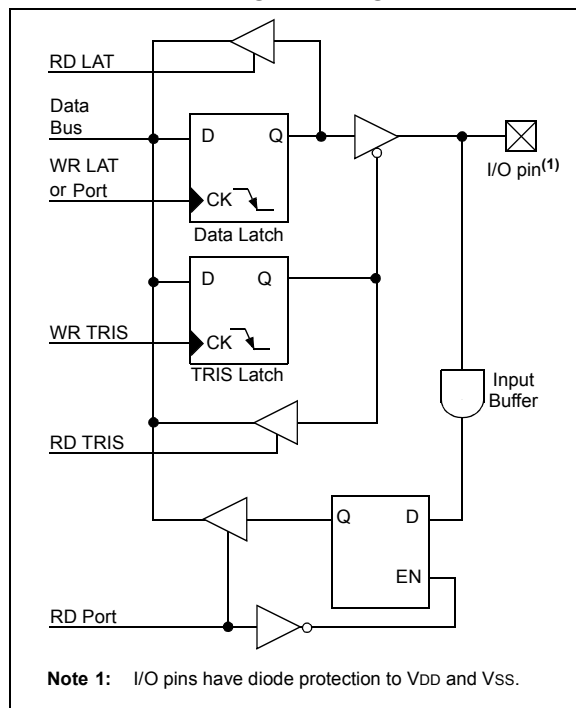 RD LAT
Data
Bus
D Q
WR LAT
or Port
CK
Data Latch
I/O pin(1)
D Q
WR TRIS
CK
TRIS Latch
Input
Buffer
RD TRIS
Q D
EN
RD Port
Note 1: I/O pins have diode protection to VDD and VSS.